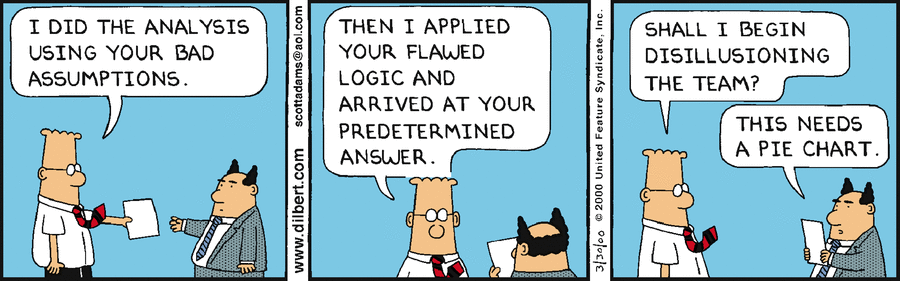 I DID THE ANALYSIS
USING YOUR BAD
ASSUMPTIONS.
www.dilbert.com
scottadams@aol.com
THEN I APPLIED
YOUR FLAWED
LOGIC AND
ARRIVED AT YOUR
PREDETERMINED
ANSWER.
3/30/00 © 2000 United Feature Syndicate, Inc.
SHALL I BEGIN
DISILLUSIONING
THE TEAM?
THIS NEEDS
A PIE CHART.